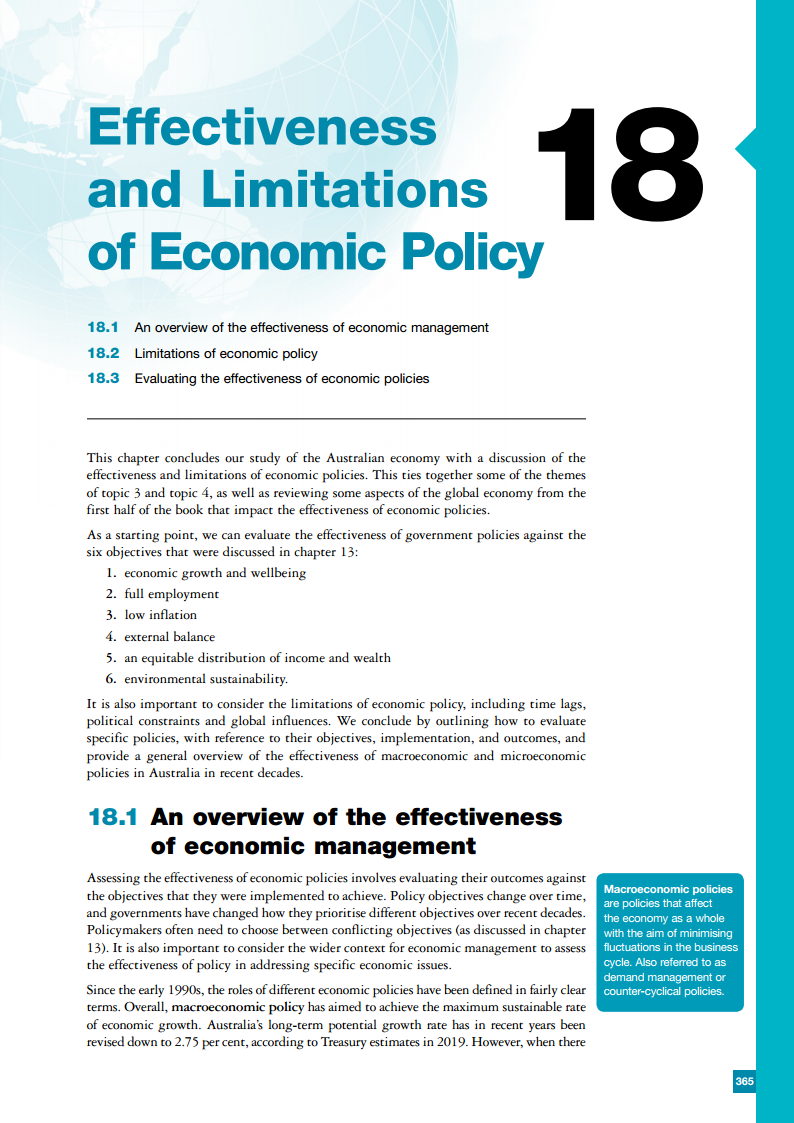 Effectiveness
and Limitations
of Economic Policy
18
18.1 An overview of the effectiveness of economic management
18.2 Limitations of economic policy
18.3 Evaluating the effectiveness of economic policies
This chapter concludes our study of the Australian economy with a discussion of the
effectiveness and limitations of economic policies. This ties together some of the themes
of topic 3 and topic 4, as well as reviewing some aspects of the global economy from the
first half of the book that impact the effectiveness of economic policies.
As a starting point, we can evaluate the effectiveness of government policies against the
six objectives that were discussed in chapter 13:
1. economic growth and wellbeing
2. full employment
3. low inflation
4. external balance
5. an equitable distribution of income and wealth
6. environmental sustainability.
It is also important to consider the limitations of economic policy, including time lags,
political constraints and global influences. We conclude by outlining how to evaluate
specific policies, with reference to their objectives, implementation, and outcomes, and
provide a general overview of the effectiveness of macroeconomic and microeconomic
policies in Australia in recent decades.
18.1 An overview of the effectiveness
of economic management
Assessing the effectiveness of economic policies involves evaluating their outcomes against
the objectives that they were implemented to achieve. Policy objectives change over time,
and governments have changed how they prioritise different objectives over recent decades.
Policymakers often need to choose between conflicting objectives (as discussed in chapter
13). It is also important to consider the wider context for economic management to assess
the effectiveness of policy in addressing specific economic issues.
Since the early 1990s, the roles of different economic policies have been defined in fairly clear
terms. Overall, macroeconomic policy has aimed to achieve the maximum sustainable rate
of economic growth. Australia's long-term potential growth rate has in recent years been
revised down to 2.75 per cent, according to Treasury estimates in 2019. However, when there
Macroeconomic policies
are policies that affect
the economy as a whole
with the aim of minimising
fluctuations in the business
cycle. Also referred to as
demand management or
counter-cyclical policies.
365